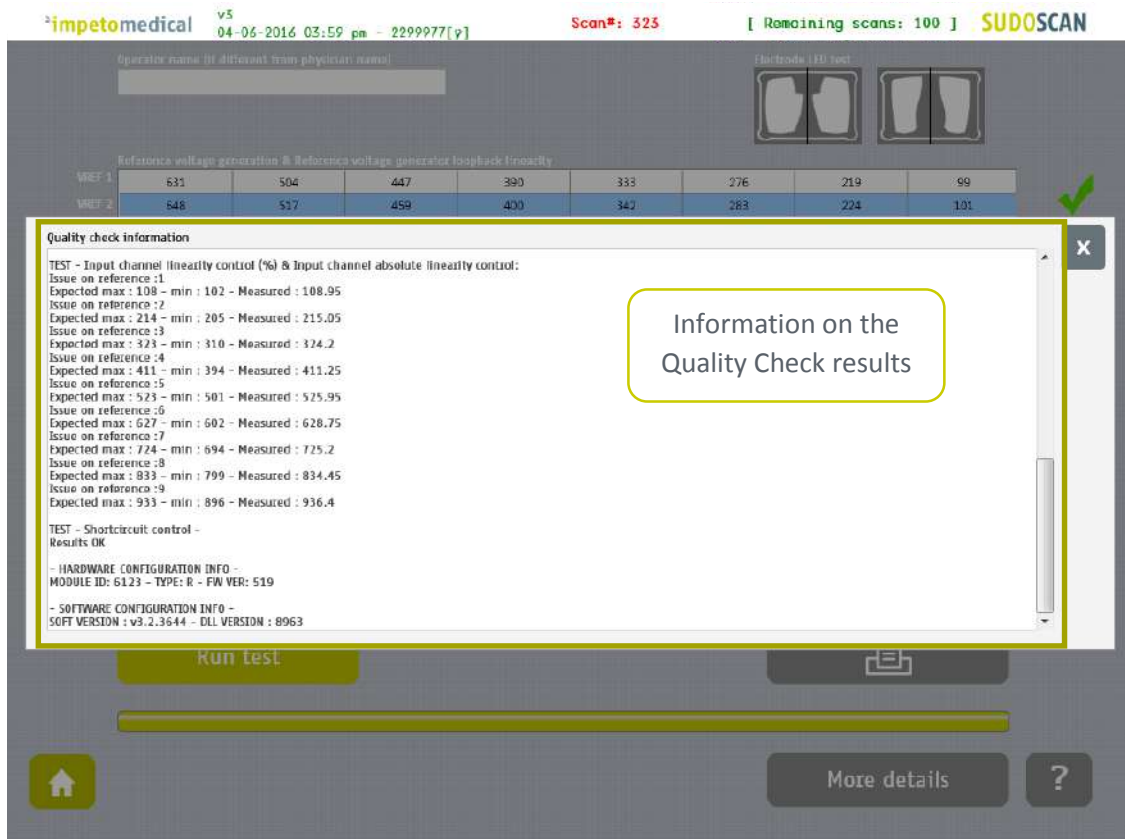 impetomedical
v3
04-06-2016 03:59 pm - 2299977[♀]
Scan#: 323
[ Remaining scans: 100 ]
SUDOSCAN
Operator name (if different from physician name)
Electrode LED test
Reference voltage generation & Reference voltage generator loopback linearity
VREF 1 631 504 447 390 333 276 219 99
VREF 2 648 517 459 400 342 283 224 101
Quality check information
X
TEST - Input channel linearity control (%) & Input channel absolute linearity control:
Issue on reference :1
Expected max : 108 - min : 102 - Measured : 108.95
Issue on reference :2
Expected max : 214 - min : 205 - Measured : 215.05
Issue on reference :3
Expected max : 323 - min : 310 - Measured : 324.2
Issue on reference :4
Expected max : 411 - min : 394 - Measured : 411.25
Issue on reference :5
Expected max : 523 - min : 501 - Measured : 525.95
Issue on reference :6
Expected max : 627 - min : 602 - Measured : 628.75
Issue on reference :7
Expected max : 724 - min : 694 - Measured : 725.2
Issue on reference :8
Expected max : 833 - min : 799 - Measured : 834.45
Issue on reference :9
Expected max : 933 - min : 896 - Measured : 936.4
TEST - Shortcircuit control -
Results OK
- HARDWARE CONFIGURATION INFO -
MODULE ID: 6123 - TYPE: R - FW VER: 519
- SOFTWARE CONFIGURATION INFO -
SOFT VERSION : v3.2.3644 - DLL VERSION : 8963
Information on the
Quality Check results
Run test
More details
?